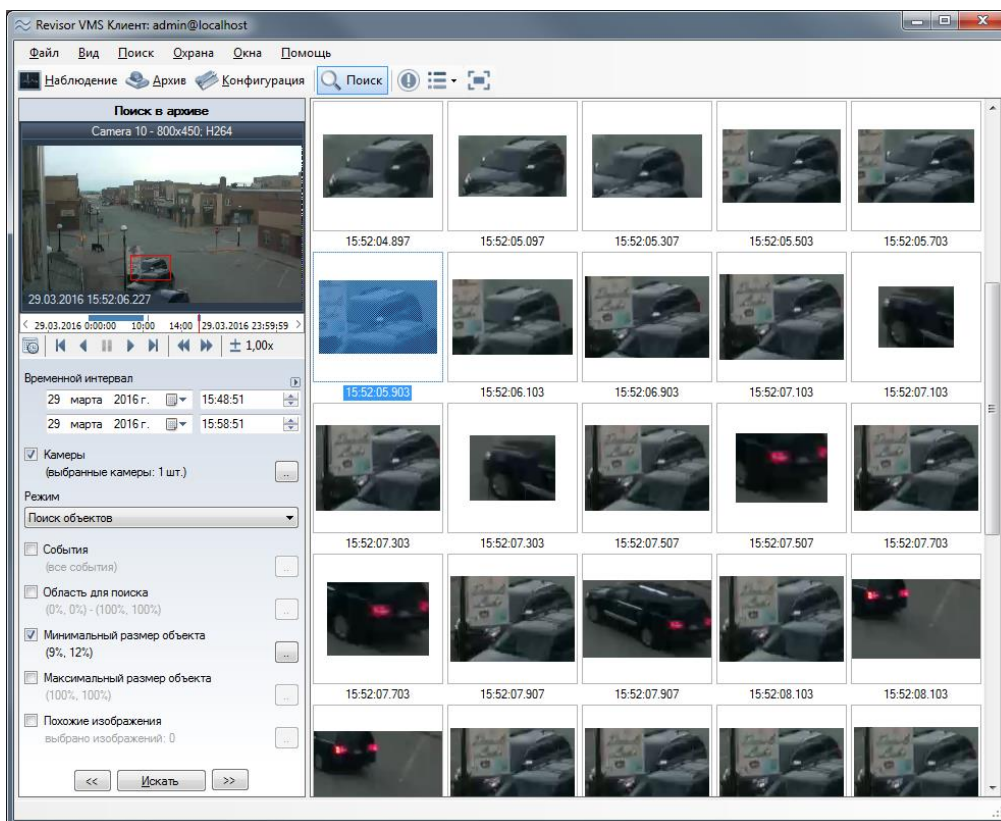 Revisor VMS Клиент: admin@localhost
Файл Вид Поиск Охрана Окна Помощь
Наблюдение Архив Конфигурация Поиск
Поиск в архиве
Camera 10 - 800x450; H264
29.03.2016 15:52:06.227
29.03.2016 0:00:00 10:00 14:00 29.03.2016 23:59:59
1,00x
Временной интервал
29 марта 2016 г. 15:48:51
29 марта 2016 г. 15:58:51
Камеры
(выбранные камеры: 1 шт.)
..
Режим
Поиск объектов
События
(все события)
..
Область для поиска
(0%, 0%) - (100%, 100%)
..
Минимальный размер объекта
(9%, 12%)
..
Максимальный размер объекта
(100%, 100%)
..
Похожие изображения
выбрано изображений: 0
..
<< Искать >>
15:52:04.897 15:52:05.097 15:52:05.307 15:52:05.503 15:52:05.703
15:52:05.903 15:52:06.103 15:52:06.903 15:52:07.103 15:52:07.103
15:52:07.303 15:52:07.303 15:52:07.507 15:52:07.507 15:52:07.703
15:52:07.703 15:52:07.907 15:52:07.907 15:52:08.103 15:52:08.103